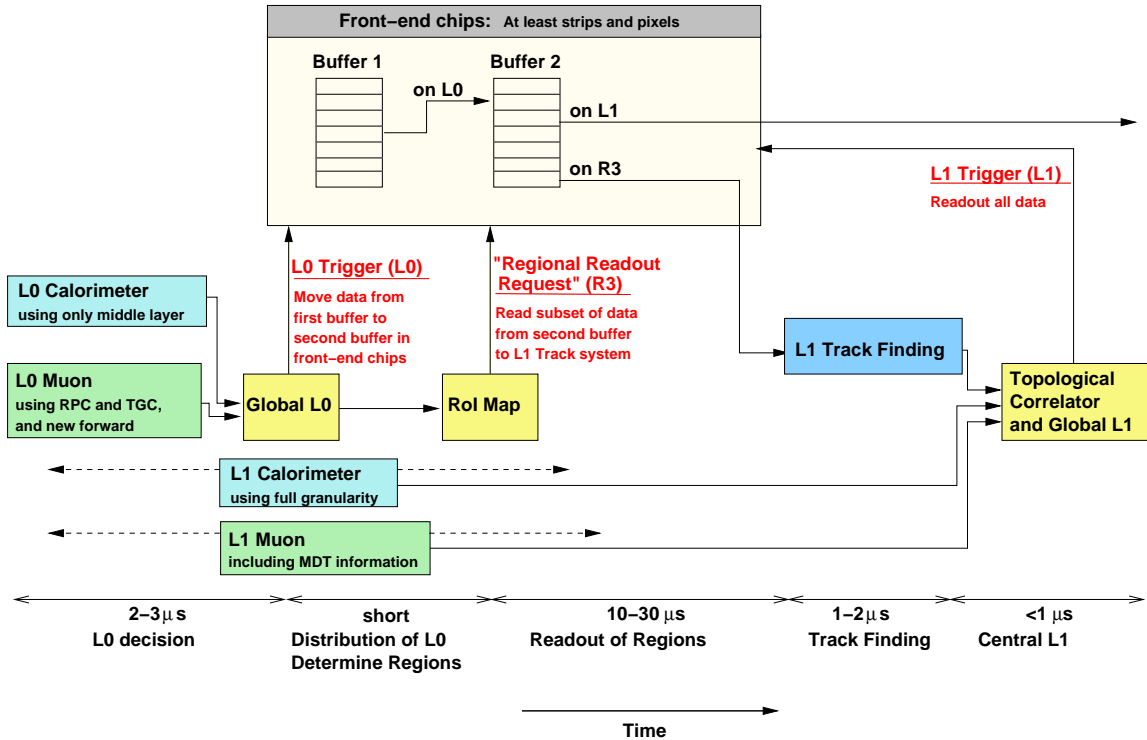 Front−end chips: At least strips and pixels
Buffer 1
Buffer 2
on L0
on L1
on R3
L1 Trigger (L1)
Readout all data
L0 Trigger (L0)
Move data from
first buffer to
second buffer in
front−end chips
"Regional Readout
Request" (R3)
Read subset of data
from second buffer
to L1 Track system
L0 Calorimeter
using only middle layer
L0 Muon
using RPC and TGC,
and new forward
Global L0
RoI Map
L1 Track Finding
Topological
Correlator
and Global L1
L1 Calorimeter
using full granularity
L1 Muon
including MDT information
2−3μs
L0 decision
short
Distribution of L0
Determine Regions
10−30 μs
Readout of Regions
1−2μs
Track Finding
<1 μs
Central L1
Time